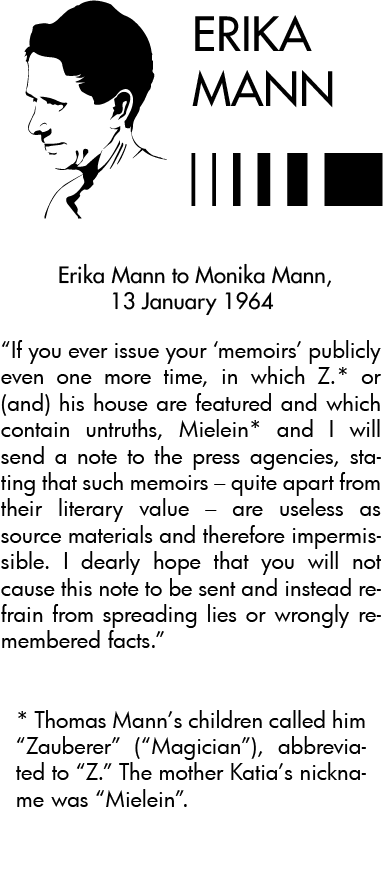 ERIKA
MANN
Erika Mann to Monika Mann,
13 January 1964
“If you ever issue your ‘memoirs’ publicly
even one more time, in which Z.* or
(and) his house are featured and which
contain untruths, Mielein* and I will
send a note to the press agencies, sta-
ting that such memoirs – quite apart from
their literary value – are useless as
source materials and therefore impermis-
sible. I dearly hope that you will not
cause this note to be sent and instead re-
frain from spreading lies or wrongly re-
membered facts.”
* Thomas Mann’s children called him
“Zauberer” (“Magician”), abbrevia-
ted to “Z.” The mother Katia’s nickna-
me was “Mielein”.